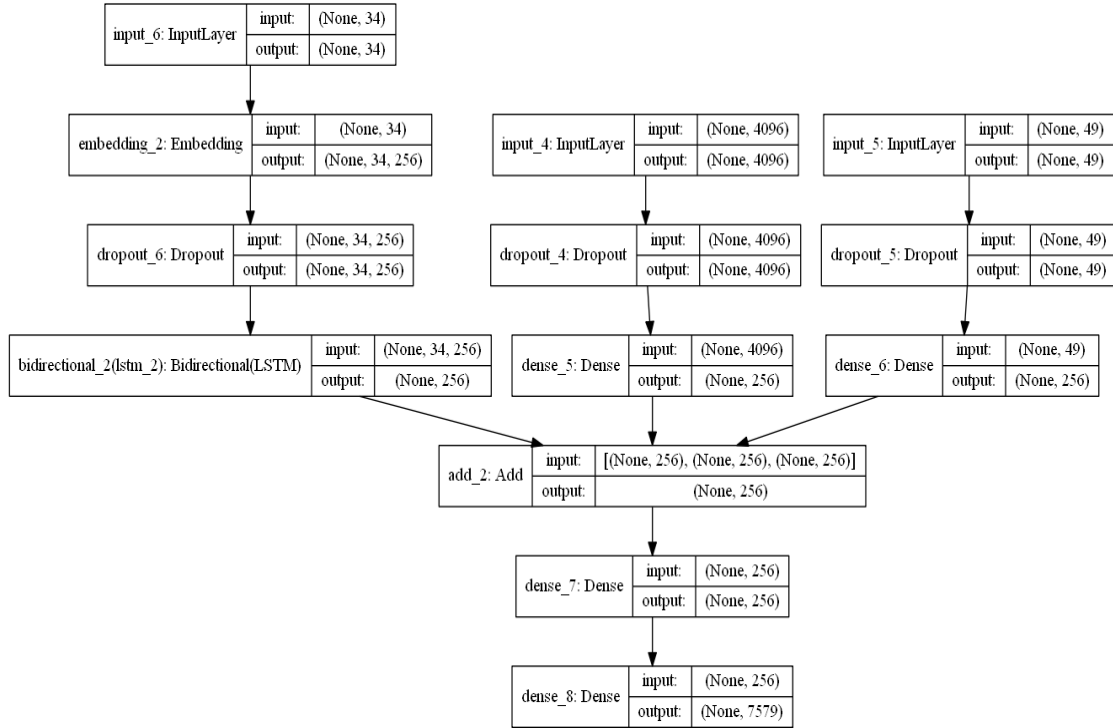 input_6: InputLayer
input: (None, 34)
output: (None, 34)
embedding_2: Embedding
input: (None, 34)
output: (None, 34, 256)
input_4: InputLayer
input: (None, 4096)
output: (None, 4096)
input_5: InputLayer
input: (None, 49)
output: (None, 49)
dropout_6: Dropout
input: (None, 34, 256)
output: (None, 34, 256)
dropout_4: Dropout
input: (None, 4096)
output: (None, 4096)
dropout_5: Dropout
input: (None, 49)
output: (None, 49)
bidirectional_2(lstm_2): Bidirectional(LSTM)
input: (None, 34, 256)
output: (None, 256)
dense_5: Dense
input: (None, 4096)
output: (None, 256)
dense_6: Dense
input: (None, 49)
output: (None, 256)
add_2: Add
input: [(None, 256), (None, 256), (None, 256)]
output: (None, 256)
dense_7: Dense
input: (None, 256)
output: (None, 256)
dense_8: Dense
input: (None, 256)
output: (None, 7579)